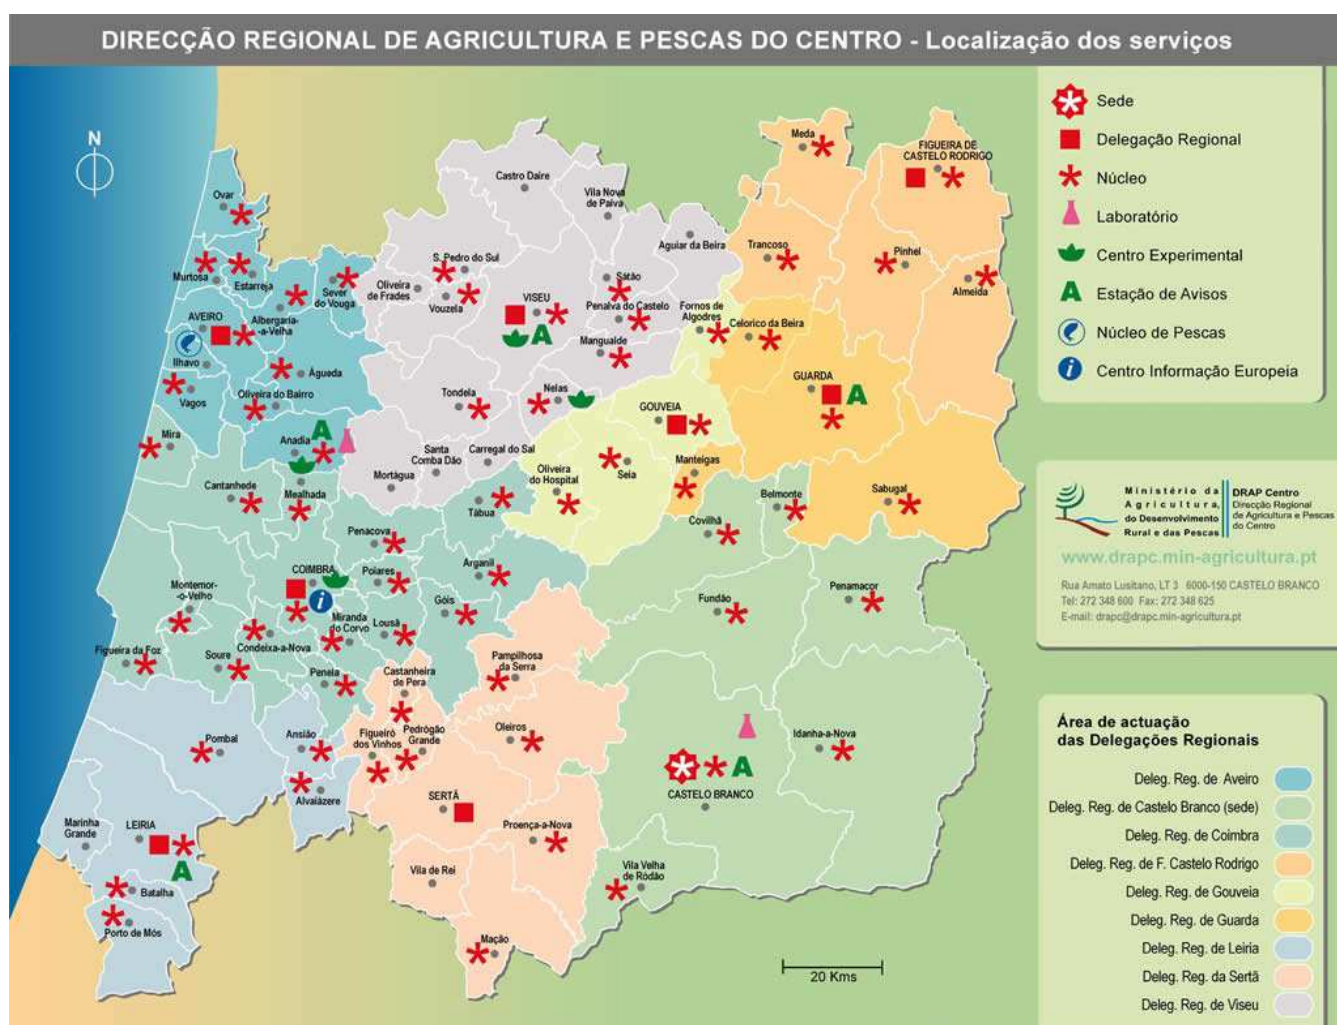 DIRECÇÃO REGIONAL DE AGRICULTURA E PESCAS DO CENTRO - Localização dos serviços
N
Sede
Delegação Regional
Núcleo
Laboratório
Centro Experimental
Estação de Avisos
Núcleo de Pescas
i Centro Informação Europeia
Meda
FIGUEIRA DE
CASTELO RODRIGO
Castro Daire
Vila Nova
de Paiva
Ovar
Aguiar da Beira
Trancoso
Pinhel
Almeida
Murtosa
Estarreja
Sever
do Vouga
S. Pedro do Sul
Oliveira
de Frades
Vouzela
Sátão
VISEU
Penalva do Castelo
Fornos de
Algodres
Celorico da Beira
AVEIRO
Albergaria-
-a-Velha
Ilhavo
Águeda
Mangualde
GUARDA
Vagos
Oliveira do Bairro
Tondela
Nelas
GOUVEIA
Mira
Anadia
Santa
Comba Dão
Carregal do Sal
Mortágua
Oliveira
do Hospital
Seia
Manteigas
Sabugal
Cantanhede
Mealhada
Tábua
Belmonte
Covilhã
Penacova
COIMBRA
Poiares
Arganil
Montemor-
-o-Velho
Gois
Miranda
do Corvo
Lousã
Fundão
Penamacor
Figueira da Foz
Soure
Condeixa-a-Nova
Penela
Castanheira
de Pera
Pampilhosa
da Serra
Pombal
Ansião
Figueiró
dos Vinhos
Pedrógão
Grande
Oleiros
Idanha-a-Nova
Alvaiázere
SERTÃ
CASTELO BRANCO
Marinha
Grande
LEIRIA
Proença-a-Nova
Vila de Rei
Vila Velha
de Ródão
Batalha
Porto de Mós
Mação
20 Kms
Ministério da
Agricultura,
do Desenvolvimento
Rural e das Pescas
DRAP Centro
Direcção Regional
de Agricultura e Pescas
do Centro
www.drapc.min-agricultura.pt
Rua Amato Lusitano, LT 3 6000-150 CASTELO BRANCO
Tel: 272 348 600 Fax: 272 348 625
E-mail: drapc@drapc.min-agricultura.pt
Área de actuação
das Delegações Regionais
Deleg. Reg. de Aveiro
Deleg. Reg. de Castelo Branco (sede)
Deleg. Reg. de Coimbra
Deleg. Reg. de F. Castelo Rodrigo
Deleg. Reg. de Gouveia
Deleg. Reg. de Guarda
Deleg. Reg. de Leiria
Deleg. Reg. da Sertã
Deleg. Reg. de Viseu